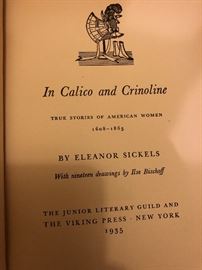 In Calico and Crinoline
TRUE STORIES OF AMERICAN WOMEN
1608-1865
BY ELEANOR SICKELS
With nineteen drawings by Ilse Bischoff
THE JUNIOR LITERARY GUILD AND
THE VIKING PRESS · NEW YORK
1935